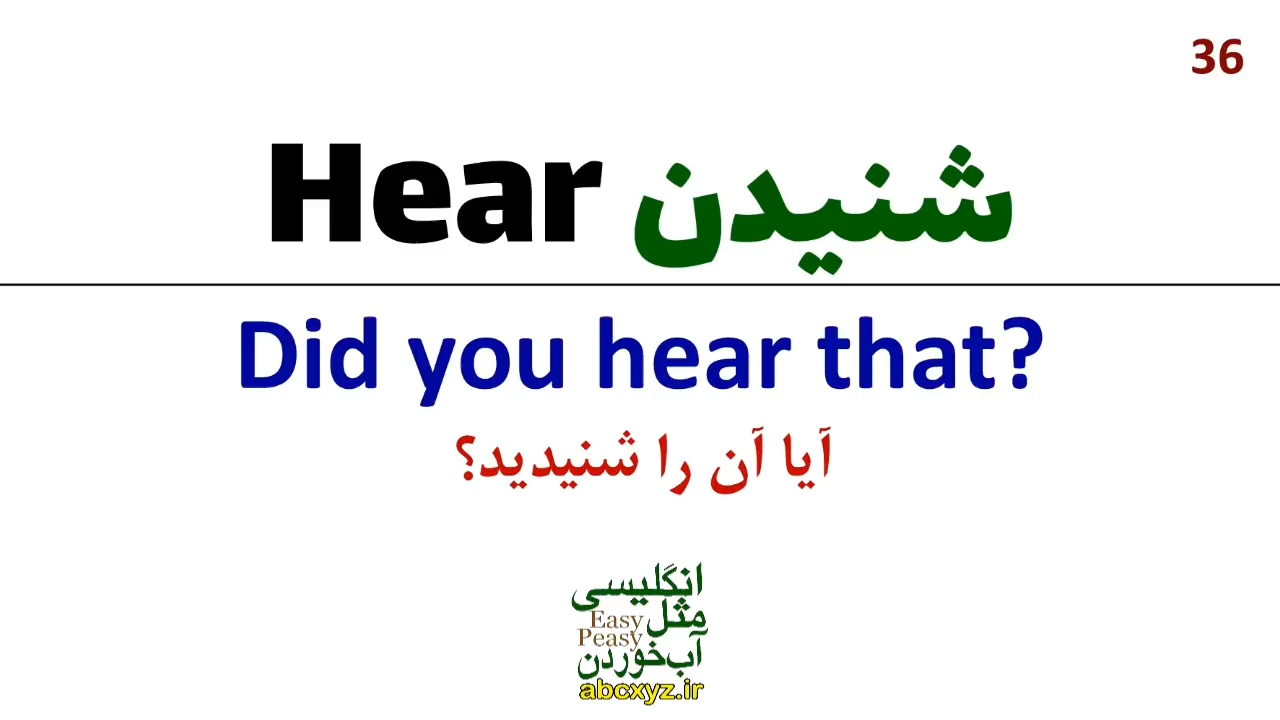 36
Hear شنیدن
Did you hear that?
آیا آن را شنیدید؟
انگلیسی
مثل Easy
Peasy
آب‌خوردن
abcxyz.ir